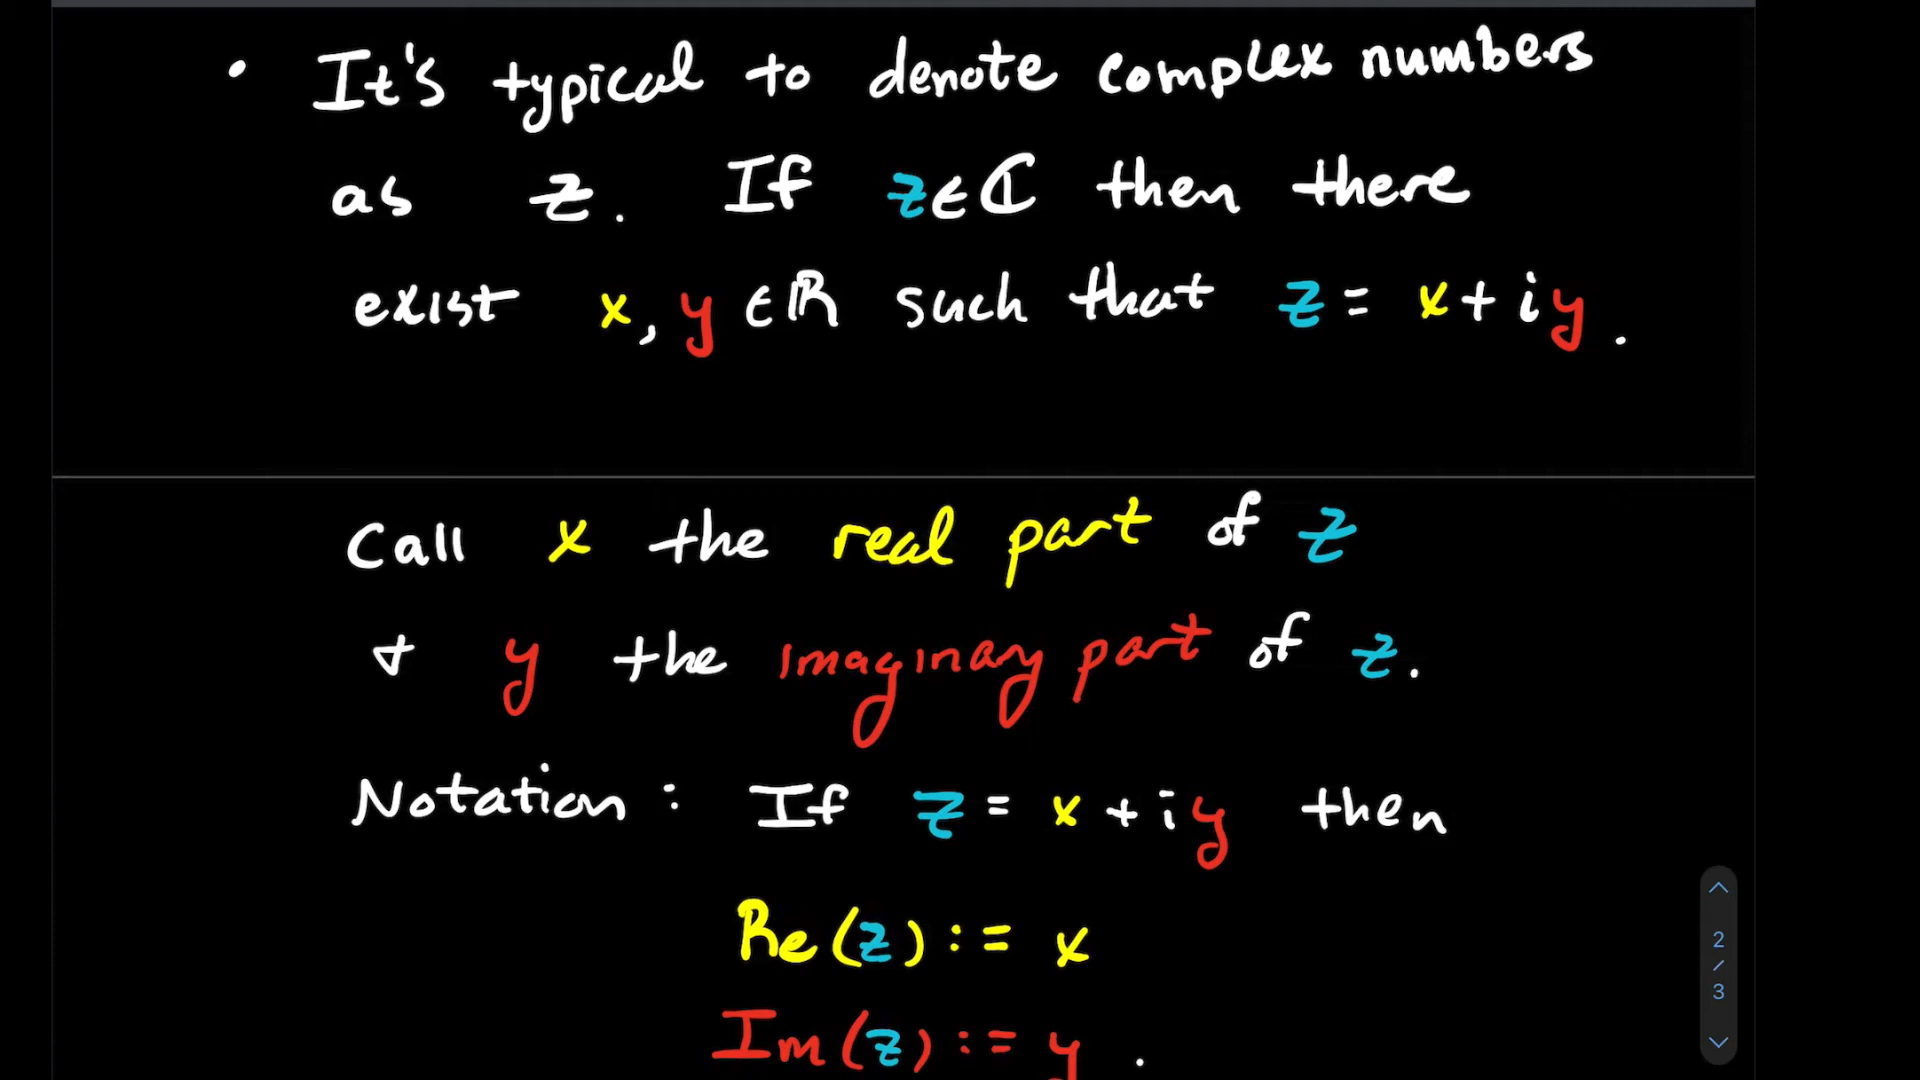 • It's typical to denote complex numbers
as z. If z∈ℂ then there
exist x, y ∈ℝ such that z = x + iy.
Call x the real part of z
+ y the imaginary part of z.
Notation: If z = x + iy then
Re(z) := x
Im(z) := y.
2
/
3